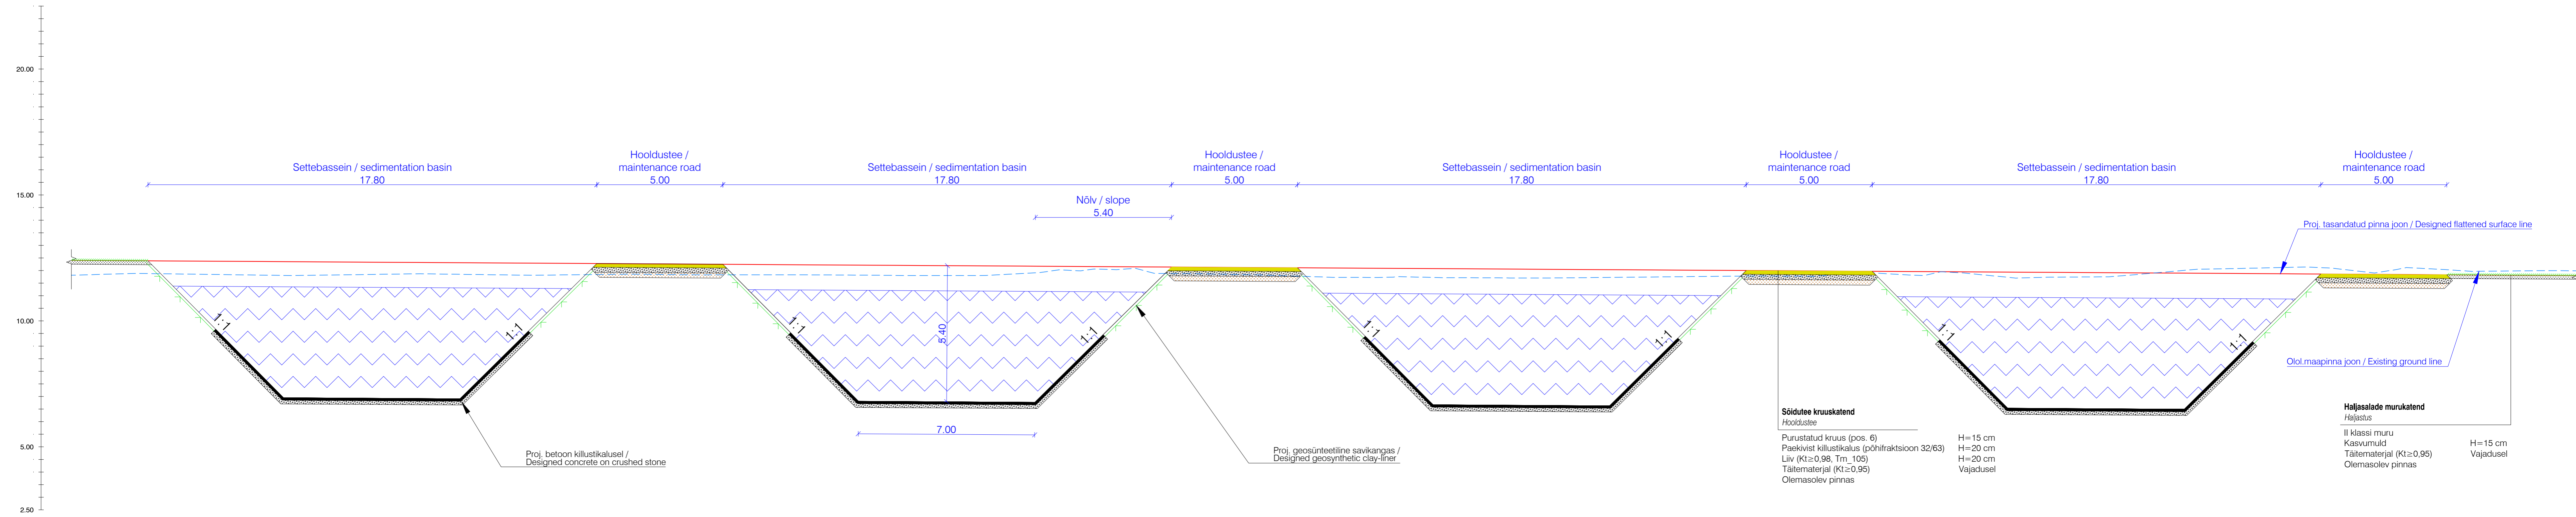 20.00
15.00
10.00
5.00
2.50
Settebassein / sedimentation basin
17.80
Hooldustee /
maintenance road
5.00
Settebassein / sedimentation basin
17.80
Hooldustee /
maintenance road
5.00
Settebassein / sedimentation basin
17.80
Hooldustee /
maintenance road
5.00
Settebassein / sedimentation basin
17.80
Hooldustee /
maintenance road
5.00
Nõlv / slope
5.40
Proj. tasandatud pinna joon / Designed flattened surface line
1:1
1:1
1:1
5.40
1:1
1:1
1:1
1:1
1:1
Olol.maapinna joon / Existing ground line
7.00
Proj. betoon killustikalusel /
Designed concrete on crushed stone
Proj. geosünteetiline savikangas /
Designed geosynthetic clay-liner
Sõidutee kruuskatend
Hooldustee
Purustatud kruus (pos. 6) H=15 cm
Paekivist killustikalus (põhifraktsioon 32/63) H=20 cm
Liiv (Kt≥0,98, Tm_105) H=20 cm
Täitematerjal (Kt≥0,95) Vajadusel
Olemasolev pinnas
Haljasalade murukatend
Haljastus
II klassi muru
Kasvumuld H=15 cm
Täitematerjal (Kt≥0,95) Vajadusel
Olemasolev pinnas